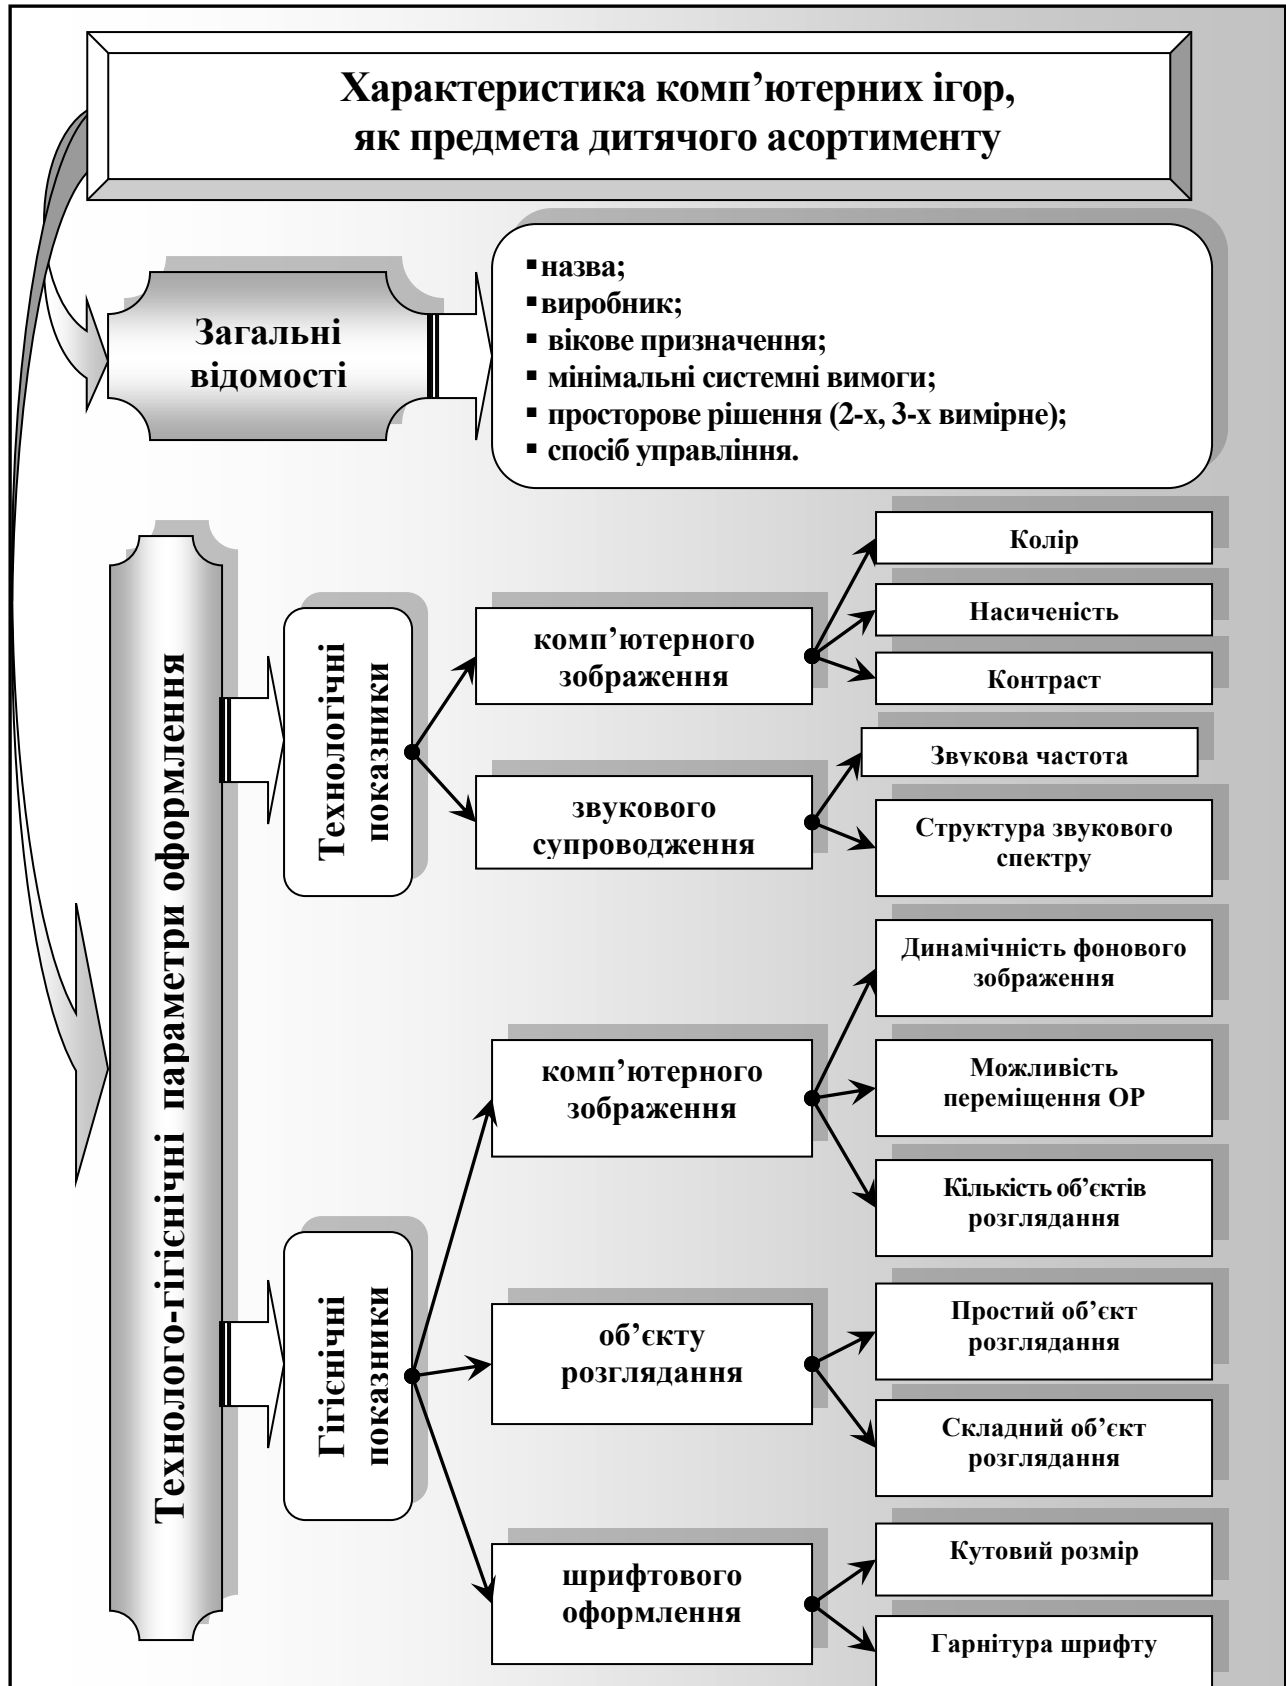 Характеристика комп’ютерних ігор,
як предмета дитячого асортименту
Загальні
відомості
▪ назва;
▪ виробник;
▪ вікове призначення;
▪ мінімальні системні вимоги;
▪ просторове рішення (2-х, 3-х вимірне);
▪ спосіб управління.
Технолого-гігієнічні параметри оформлення
Технологічні
показники
комп’ютерного
зображення
Колір
Насиченість
Контраст
звукового
супроводження
Звукова частота
Структура звукового
спектру
Гігієнічні
показники
комп’ютерного
зображення
Динамічність фонового
зображення
Можливість
переміщення ОР
Кількість об’єктів
розглядання
об’єкту
розглядання
Простий об’єкт
розглядання
Складний об’єкт
розглядання
шрифтового
оформлення
Кутовий розмір
Гарнітура шрифту